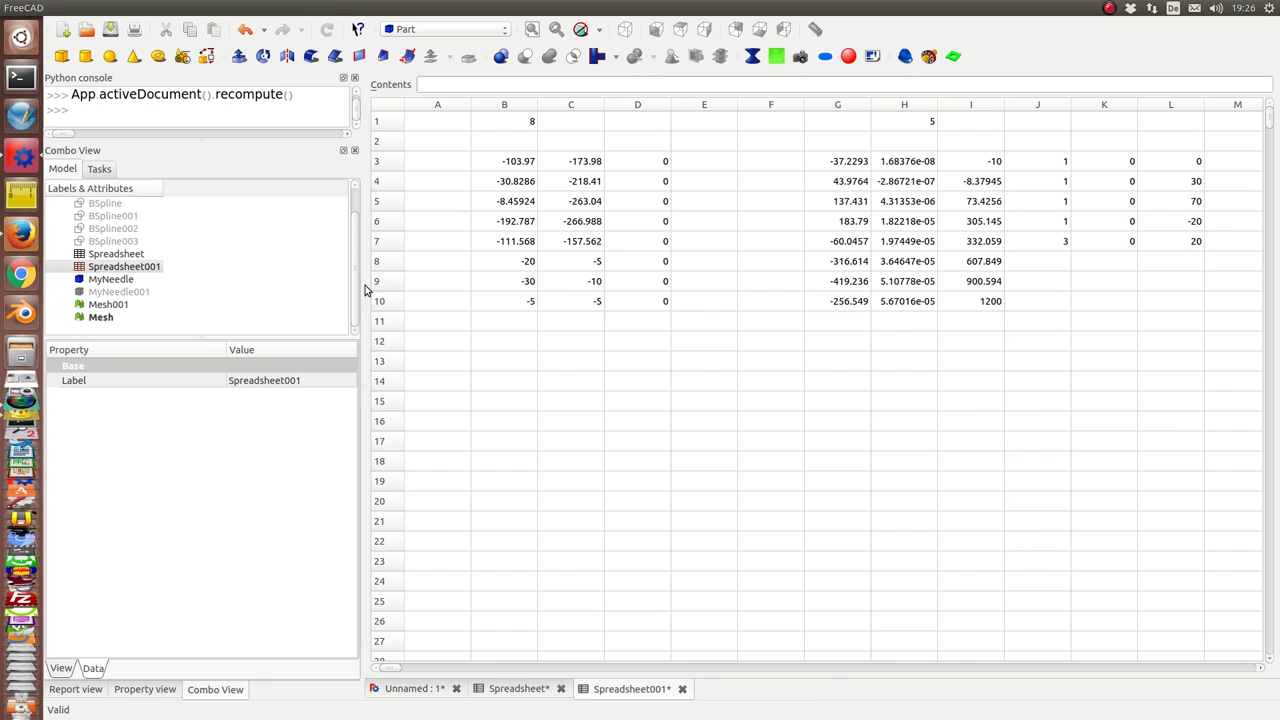 FreeCAD
De
19:26
Part
Python console
>>> App.activeDocument().recompute()
>>>
Combo View
Model
Tasks
Labels & Attributes
BSpline
BSpline001
BSpline002
BSpline003
Spreadsheet
Spreadsheet001
MyNeedle
MyNeedle001
Mesh001
Mesh
Property Value
Base
Label Spreadsheet001
View
Data
Report view
Property view
Combo View
Valid
Contents
A B C D E F G H I J K L M
1 8 5
2
3 -103.97 -173.98 0 -37.2293 1.68376e-08 -10 1 0 0
4 -30.8286 -218.41 0 43.9764 -2.86721e-07 -8.37945 1 0 30
5 -8.45924 -263.04 0 137.431 4.31353e-06 73.4256 1 0 70
6 -192.787 -266.988 0 183.79 1.82218e-05 305.145 1 0 -20
7 -111.568 -157.562 0 -60.0457 1.97449e-05 332.059 3 0 20
8 -20 -5 0 -316.614 3.64647e-05 607.849
9 -30 -10 0 -419.236 5.10778e-05 900.594
10 -5 -5 0 -256.549 5.67016e-05 1200
11
12
13
14
15
16
17
18
19
20
21
22
23
24
25
26
27
28
Unnamed : 1*
Spreadsheet*
Spreadsheet001*